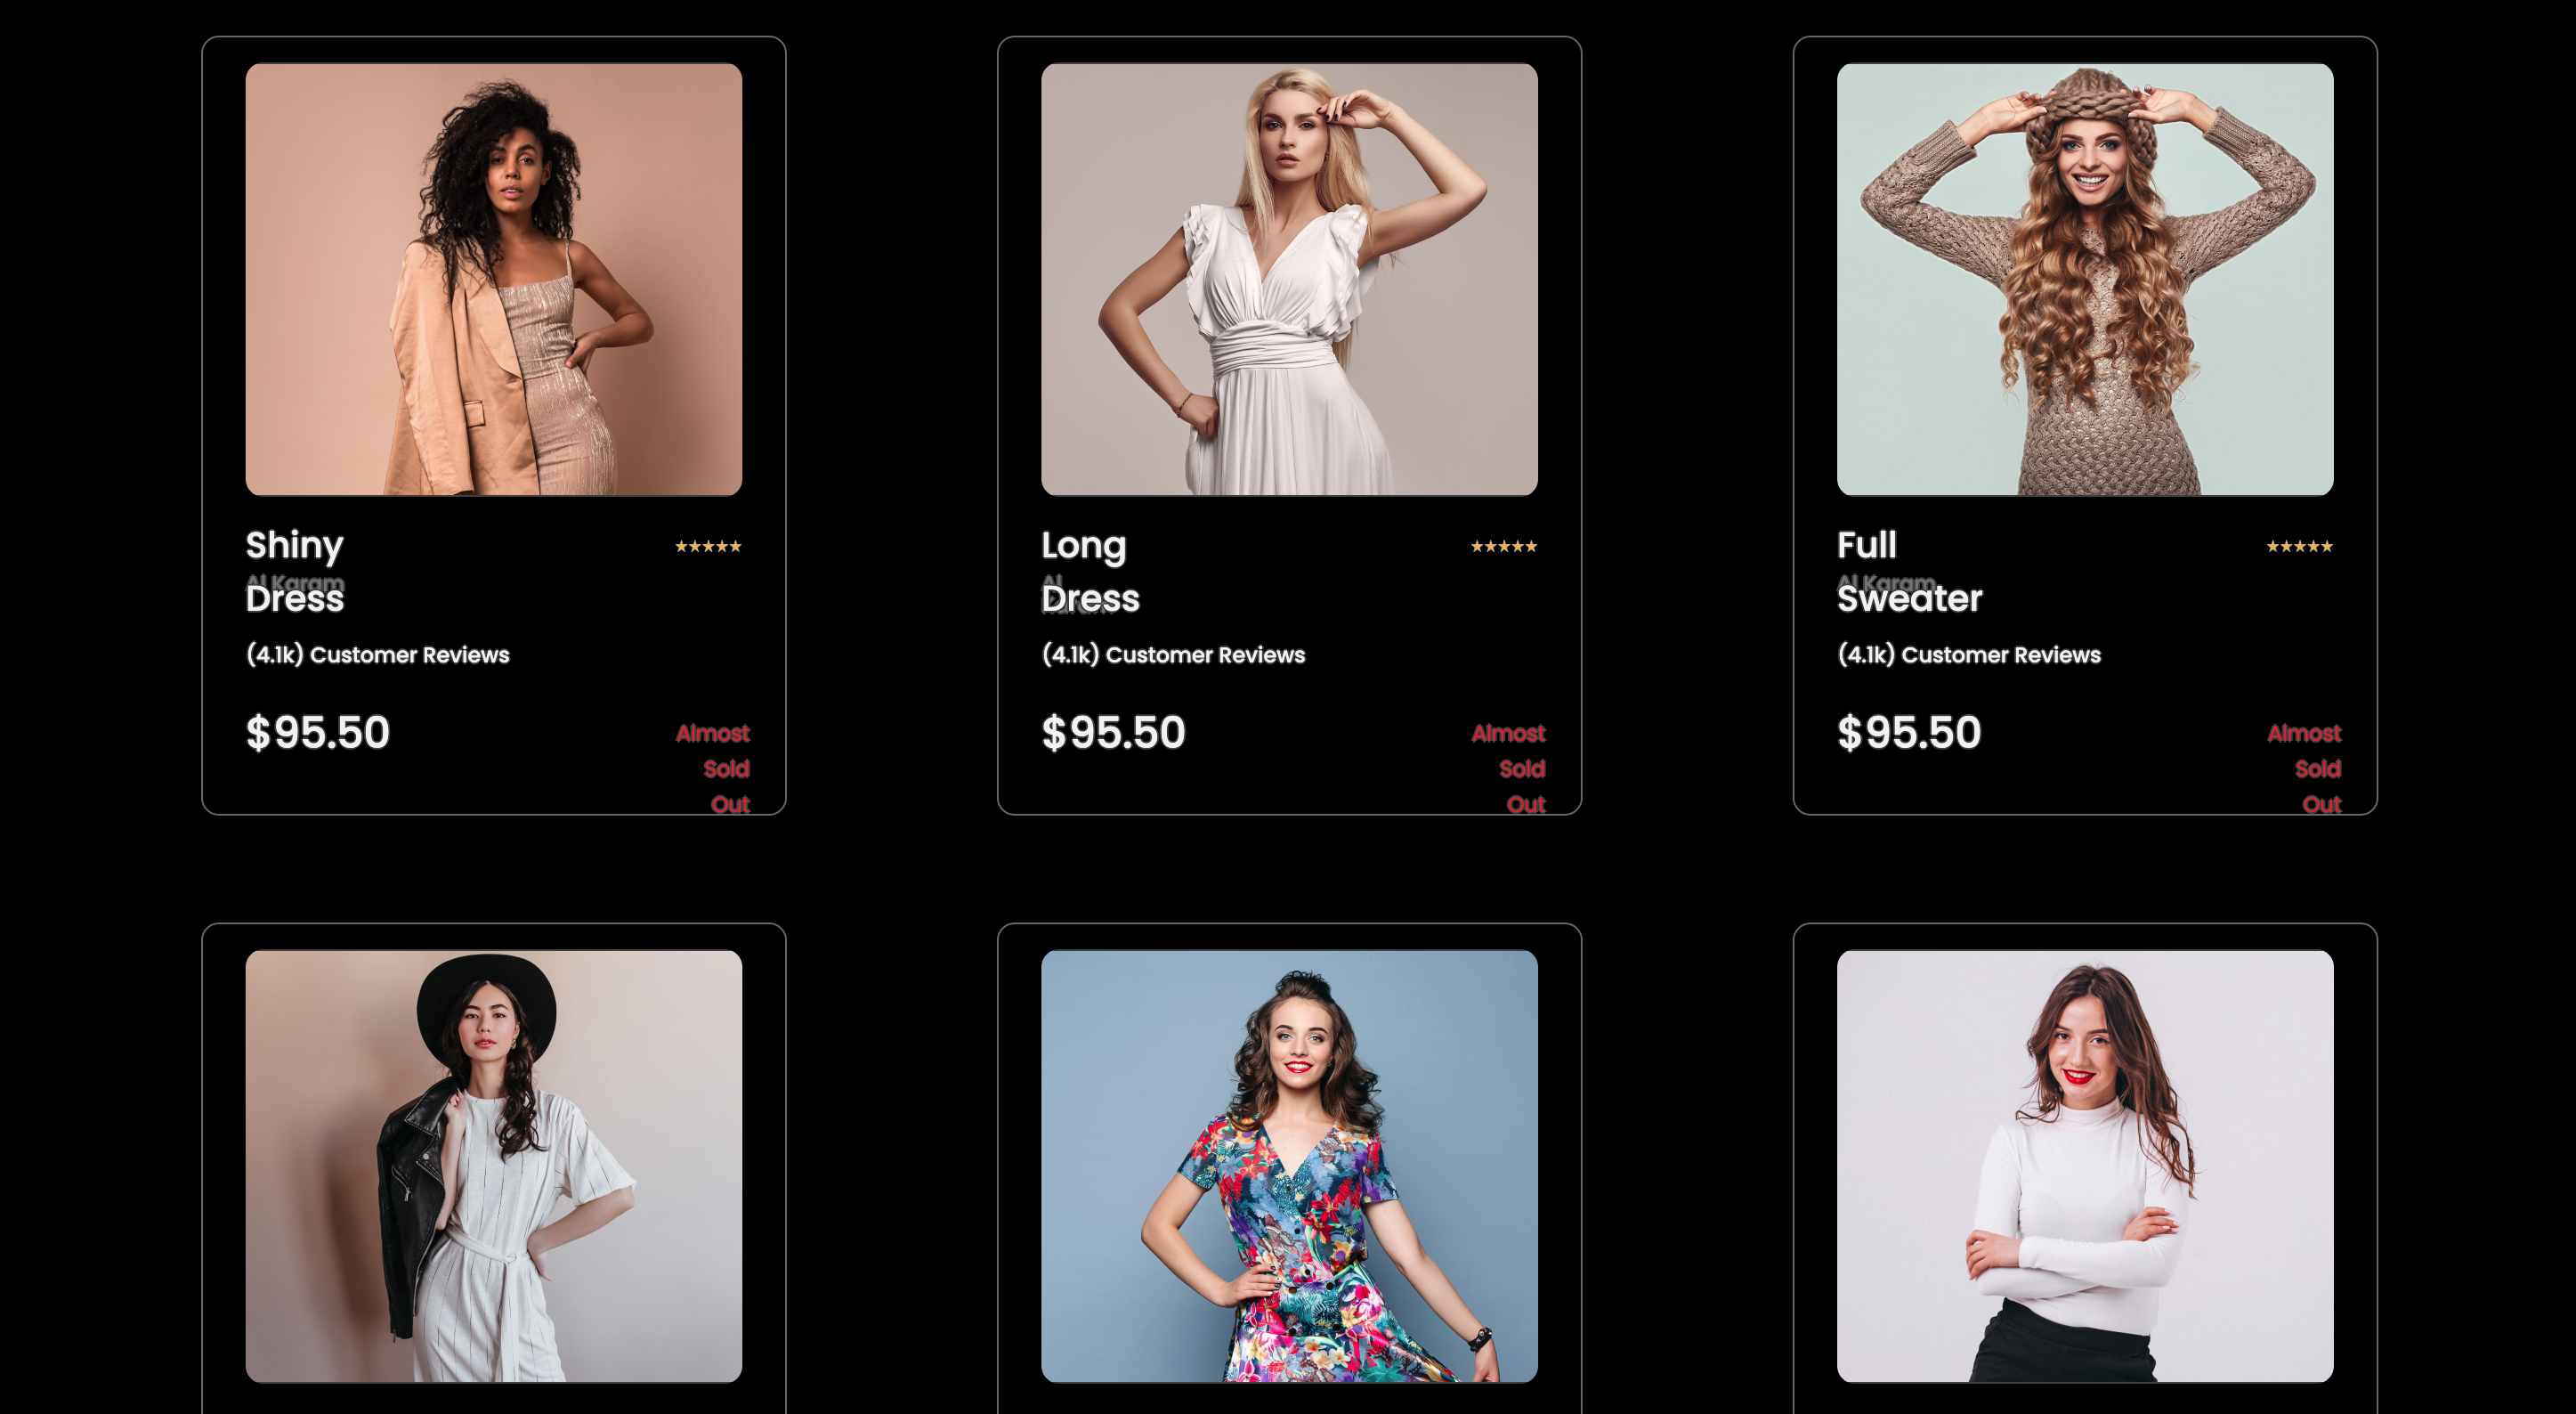 Shiny
Al Karam
Dress
(4.1k) Customer Reviews
$95.50
Almost
Sold
Out
Long
Al
Dress
(4.1k) Customer Reviews
$95.50
Almost
Sold
Out
Full
Al Karam
Sweater
(4.1k) Customer Reviews
$95.50
Almost
Sold
Out